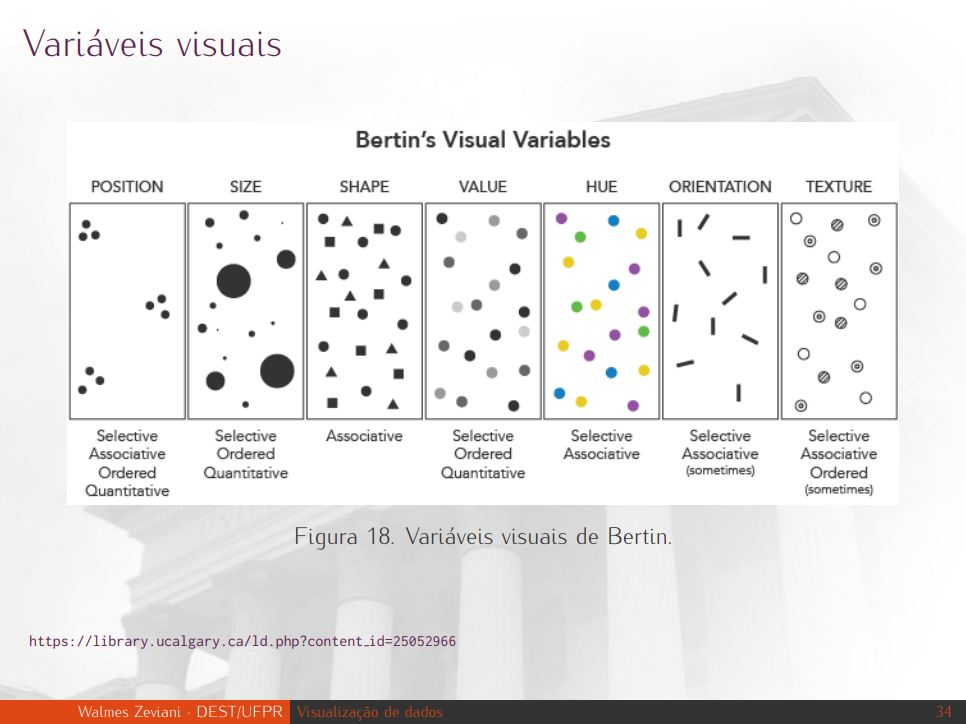 Variáveis visuais
Bertin's Visual Variables
POSITION
SIZE
SHAPE
VALUE
HUE
ORIENTATION
TEXTURE
Selective
Associative
Ordered
Quantitative
Selective
Ordered
Quantitative
Associative
Selective
Ordered
Quantitative
Selective
Associative
Selective
Associative
(sometimes)
Selective
Associative
Ordered
(sometimes)
Figura 18. Variáveis visuais de Bertin.
https://library.ucalgary.ca/ld.php?content_id=25052966
Walmes Zeviani · DEST/UFPR Visualização de dados 34